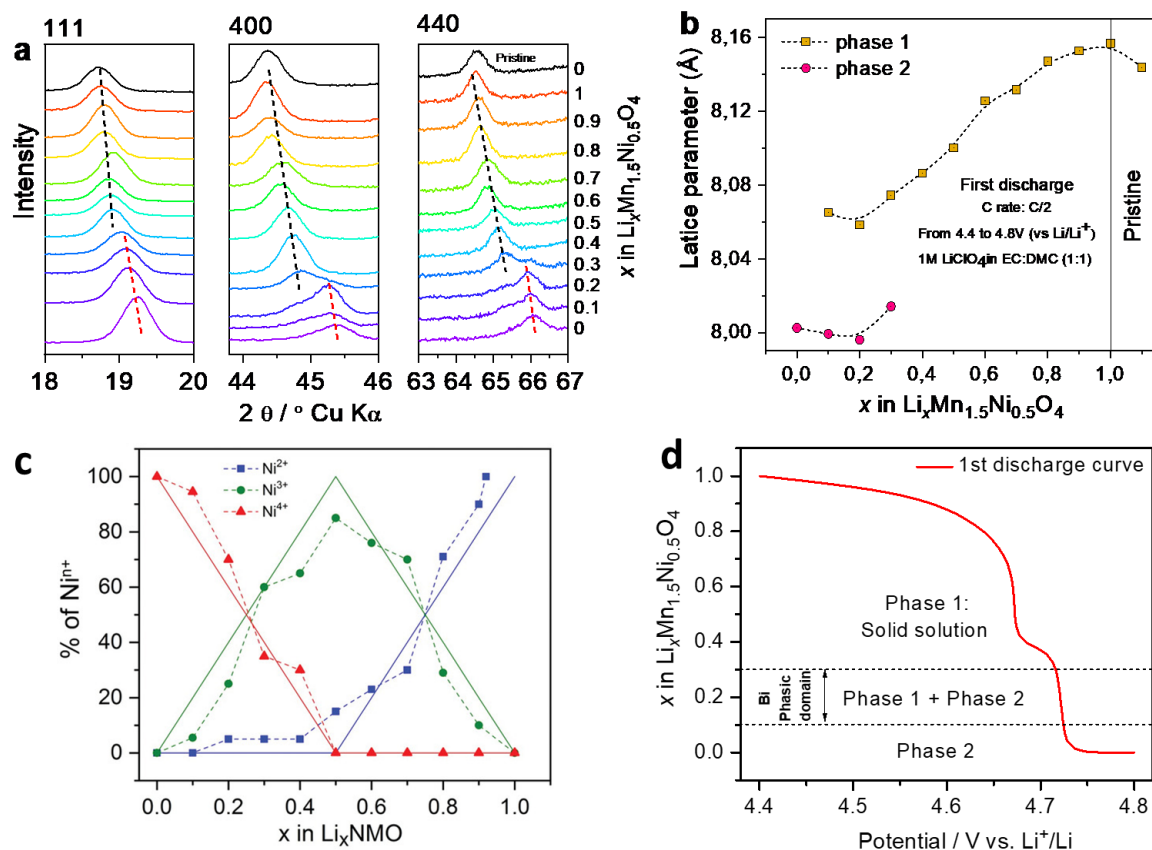 a
111
400
440
Pristine
0
1
0.9
0.8
0.7
0.6
0.5
0.4
0.3
0.2
0.1
0
x in LixMn1.5Ni0.5O4
Intensity
18 19 20
44 45 46
63 64 65 66 67
2 θ / ° Cu Kα
b
phase 1
phase 2
8,16
8,12
8,08
8,04
8,00
Latice parameter (Å)
First discharge
C rate: C/2
From 4.4 to 4.8V (vs Li/Li+)
1M LiClO4in EC:DMC (1:1)
Pristine
0,0 0,2 0,4 0,6 0,8 1,0
x in LixMn1.5Ni0.5O4
c
Ni2+
Ni3+
Ni4+
100
80
60
40
20
0
% of Nin+
0.0 0.2 0.4 0.6 0.8 1.0
x in LixNMO
d
1st discharge curve
1.0
0.8
0.6
0.4
0.2
0.0
x in LixMn1.5Ni0.5O4
Phase 1:
Solid solution
Bi
Phasic
domain
Phase 1 + Phase 2
Phase 2
4.4 4.5 4.6 4.7 4.8
Potential / V vs. Li+/Li